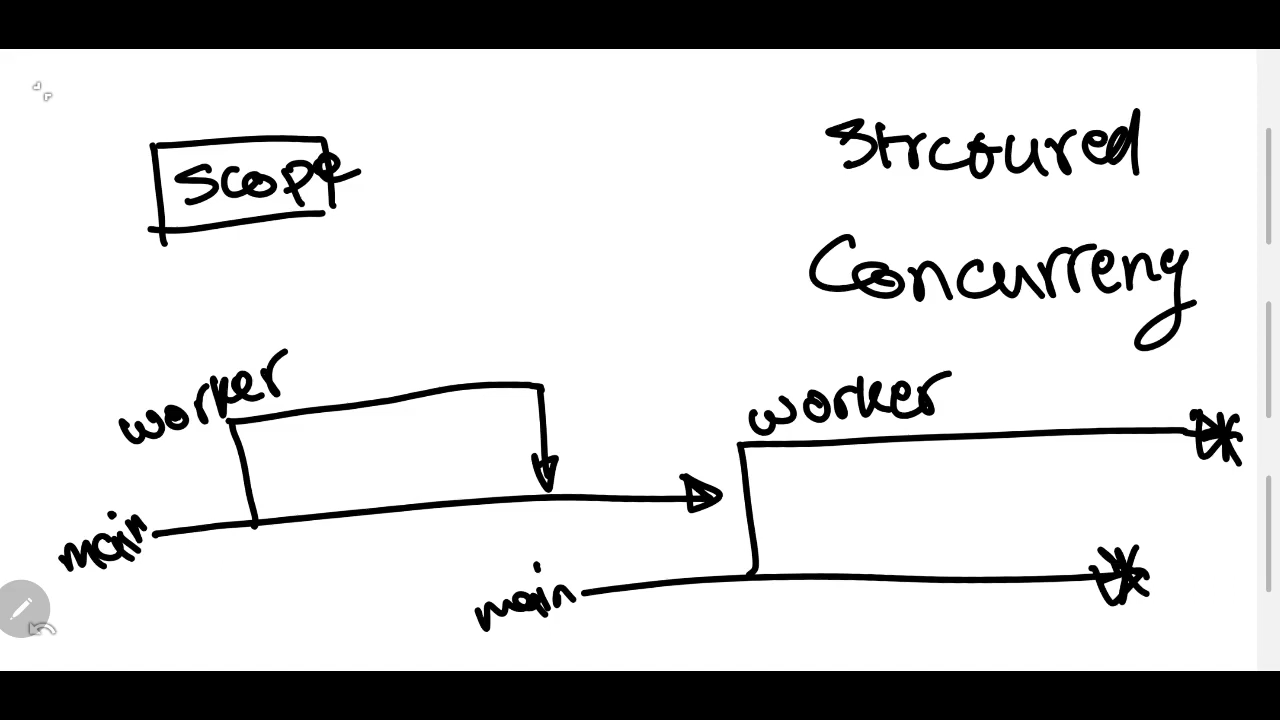 scope
Strcoured
Concurreny
worker
main
worker
main